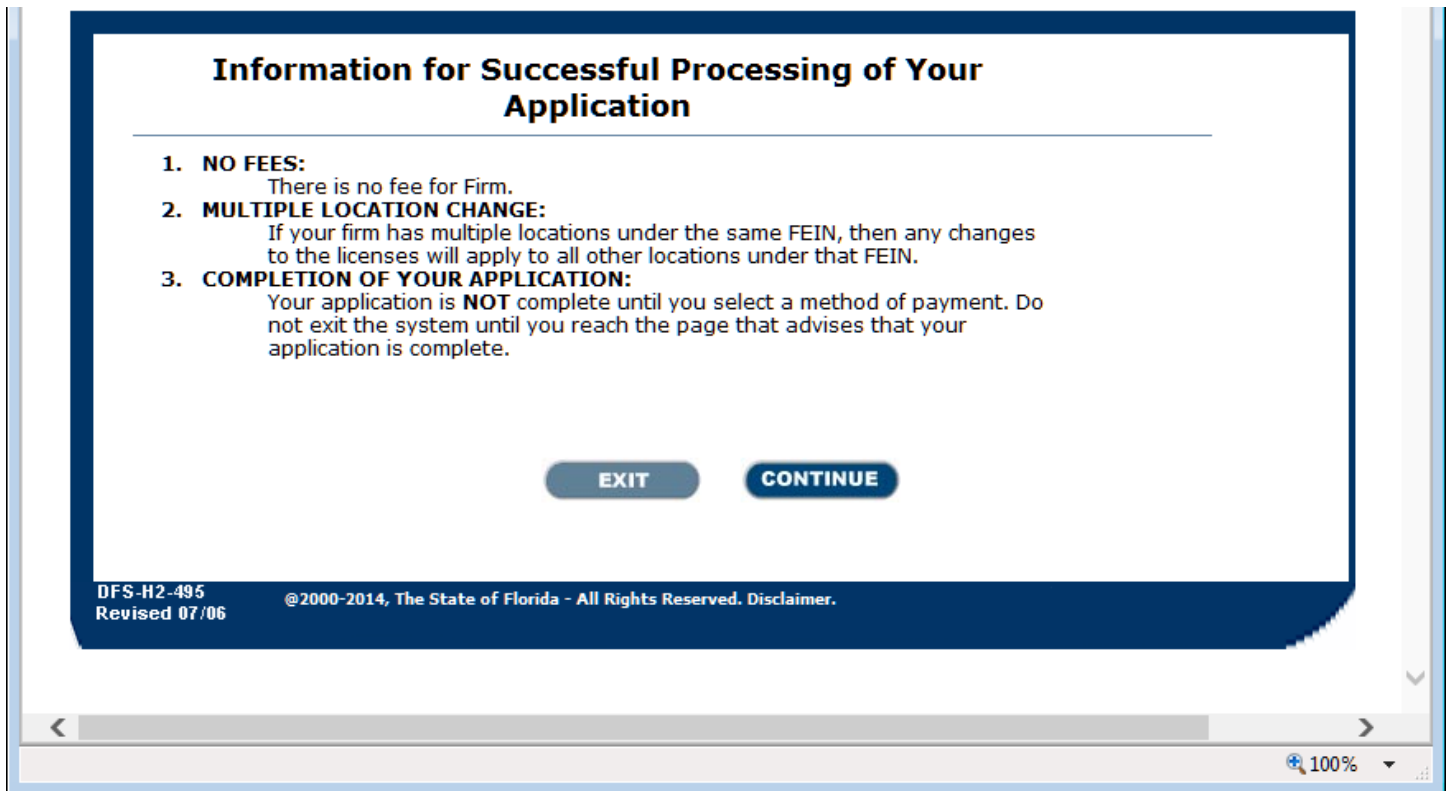 Information for Successful Processing of Your
Application
1. NO FEES:
There is no fee for Firm.
2. MULTIPLE LOCATION CHANGE:
If your firm has multiple locations under the same FEIN, then any changes
to the licenses will apply to all other locations under that FEIN.
3. COMPLETION OF YOUR APPLICATION:
Your application is NOT complete until you select a method of payment. Do
not exit the system until you reach the page that advises that your
application is complete.
EXIT CONTINUE
DFS-H2-495
Revised 07/06
@2000-2014, The State of Florida - All Rights Reserved. Disclaimer.
100%